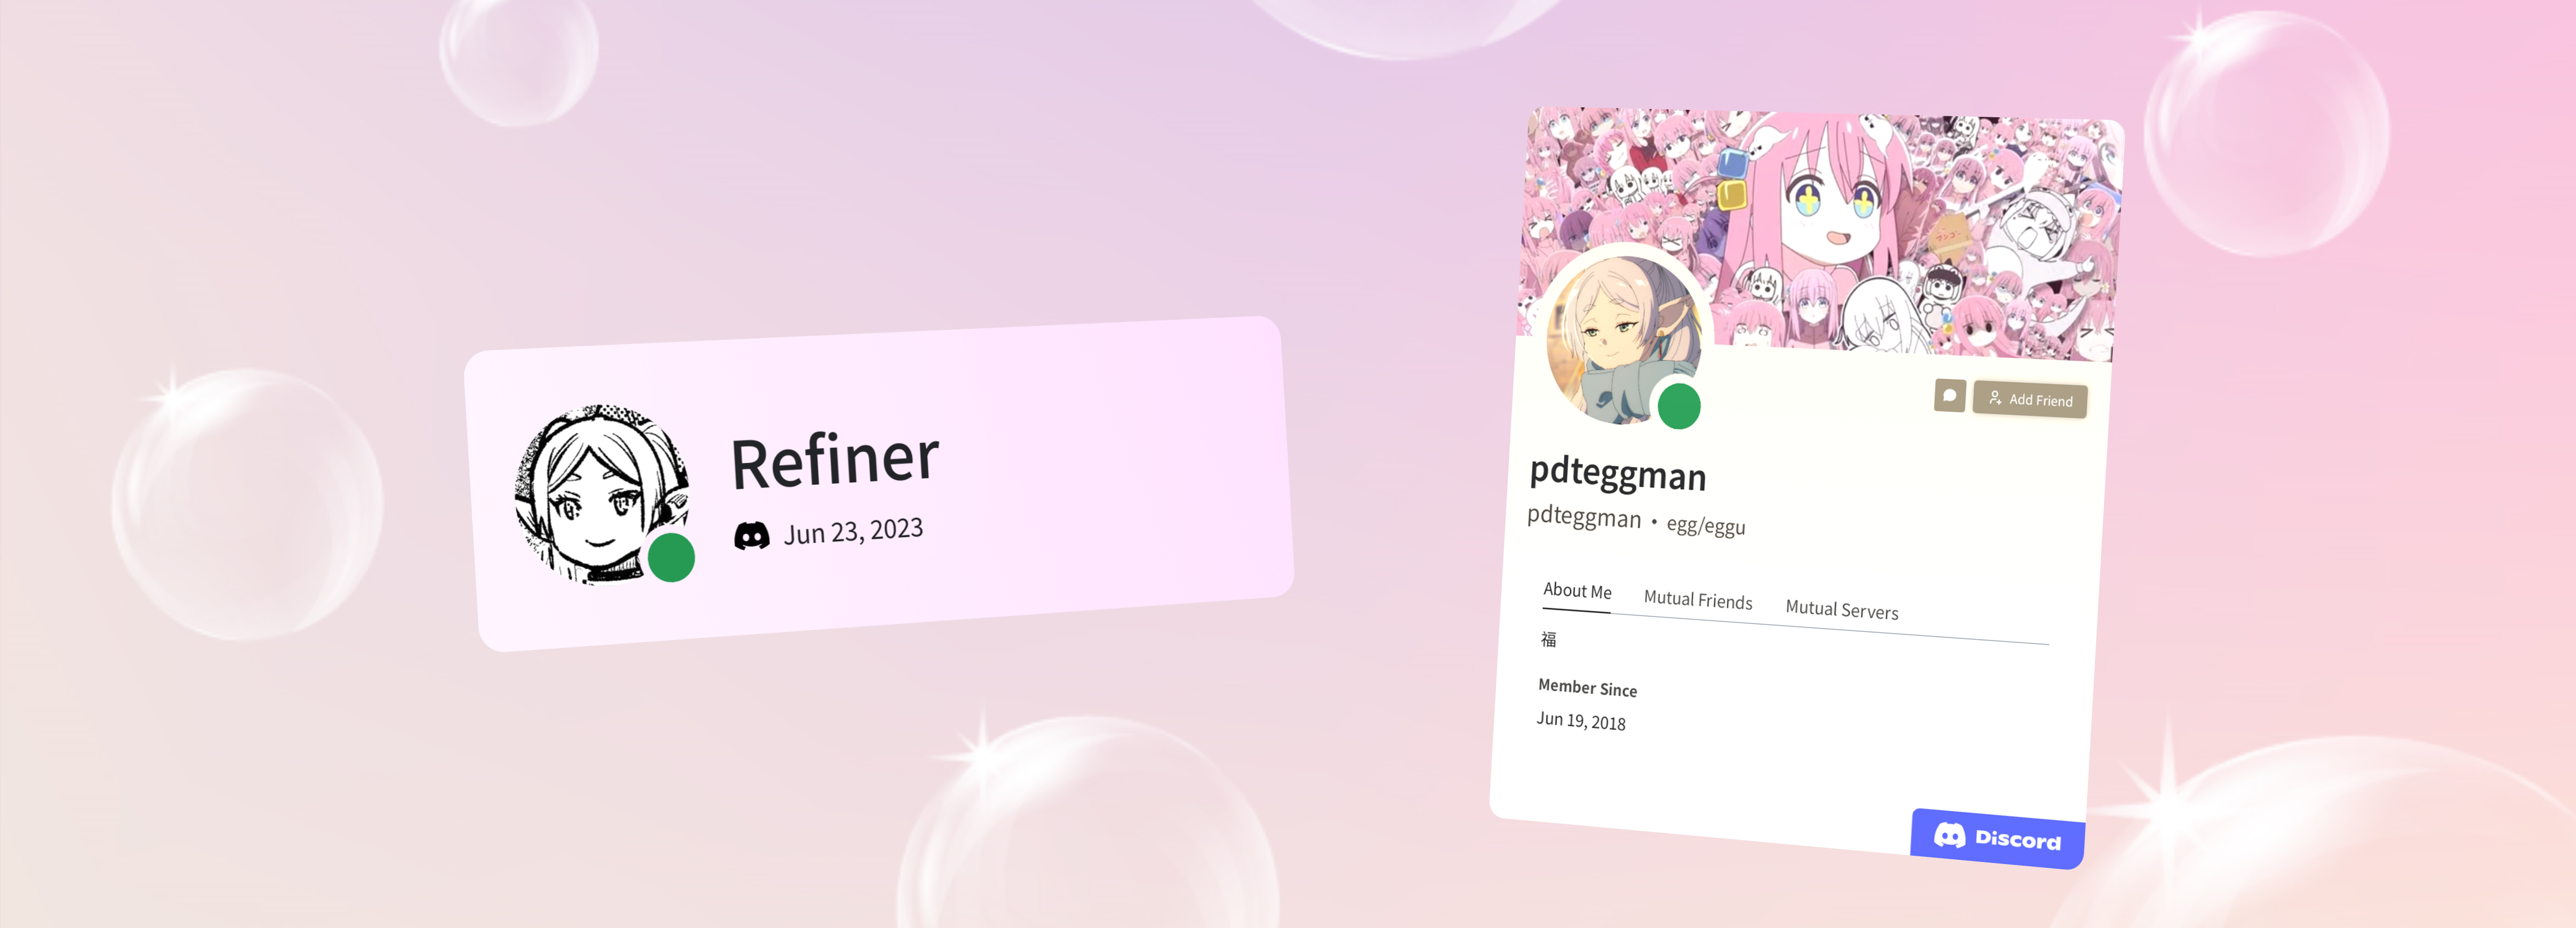 Refiner
Jun 23, 2023
Add Friend
pdteggman
pdteggman • egg/eggu
About Me Mutual Friends Mutual Servers
福
Member Since
Jun 19, 2018
Discord